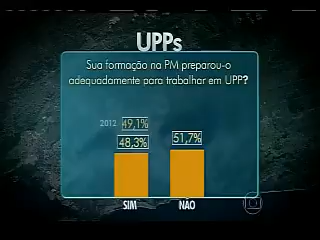 UPPs
Sua formação na PM preparou-o
adequadamente para trabalhar em UPP?
2012 49,1%
48,3% 51,7%
SIM NÃO